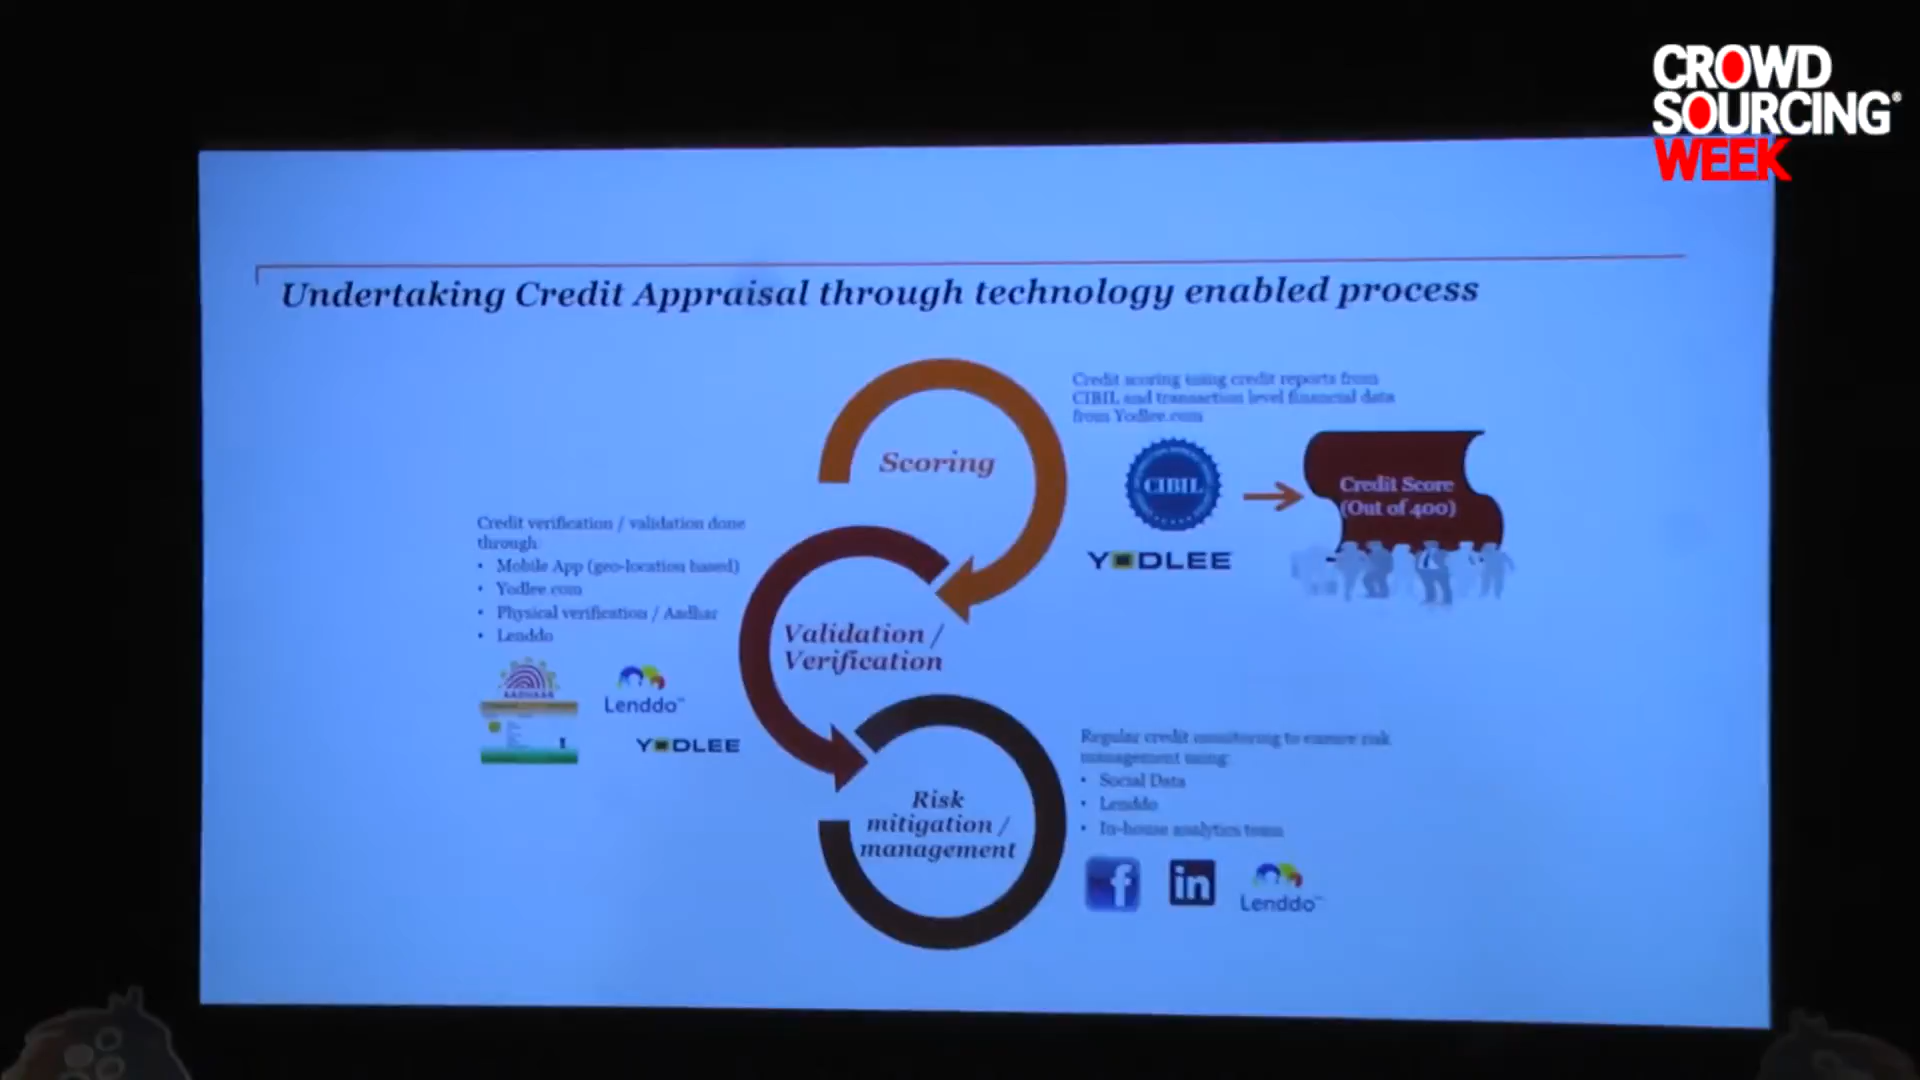 CROWD
SOURCING®
WEEK
Undertaking Credit Appraisal through technology enabled process
Scoring
Credit scoring using credit reports from
CIBIL and transaction level financial data
from Yodlee.com
CIBIL
YODLEE
Credit Score
(Out of 400)
Credit verification / validation done
through:
• Mobile App (geo-location based)
• Yodlee.com
• Physical verification / Aadhar
• Lenddo
AADHAAR
Lenddo™
YODLEE
Validation /
Verification
Risk
mitigation /
management
Regular credit monitoring to ensure risk
management using:
• Social Data
• Lenddo
• In-house analytics team
f
in
Lenddo™